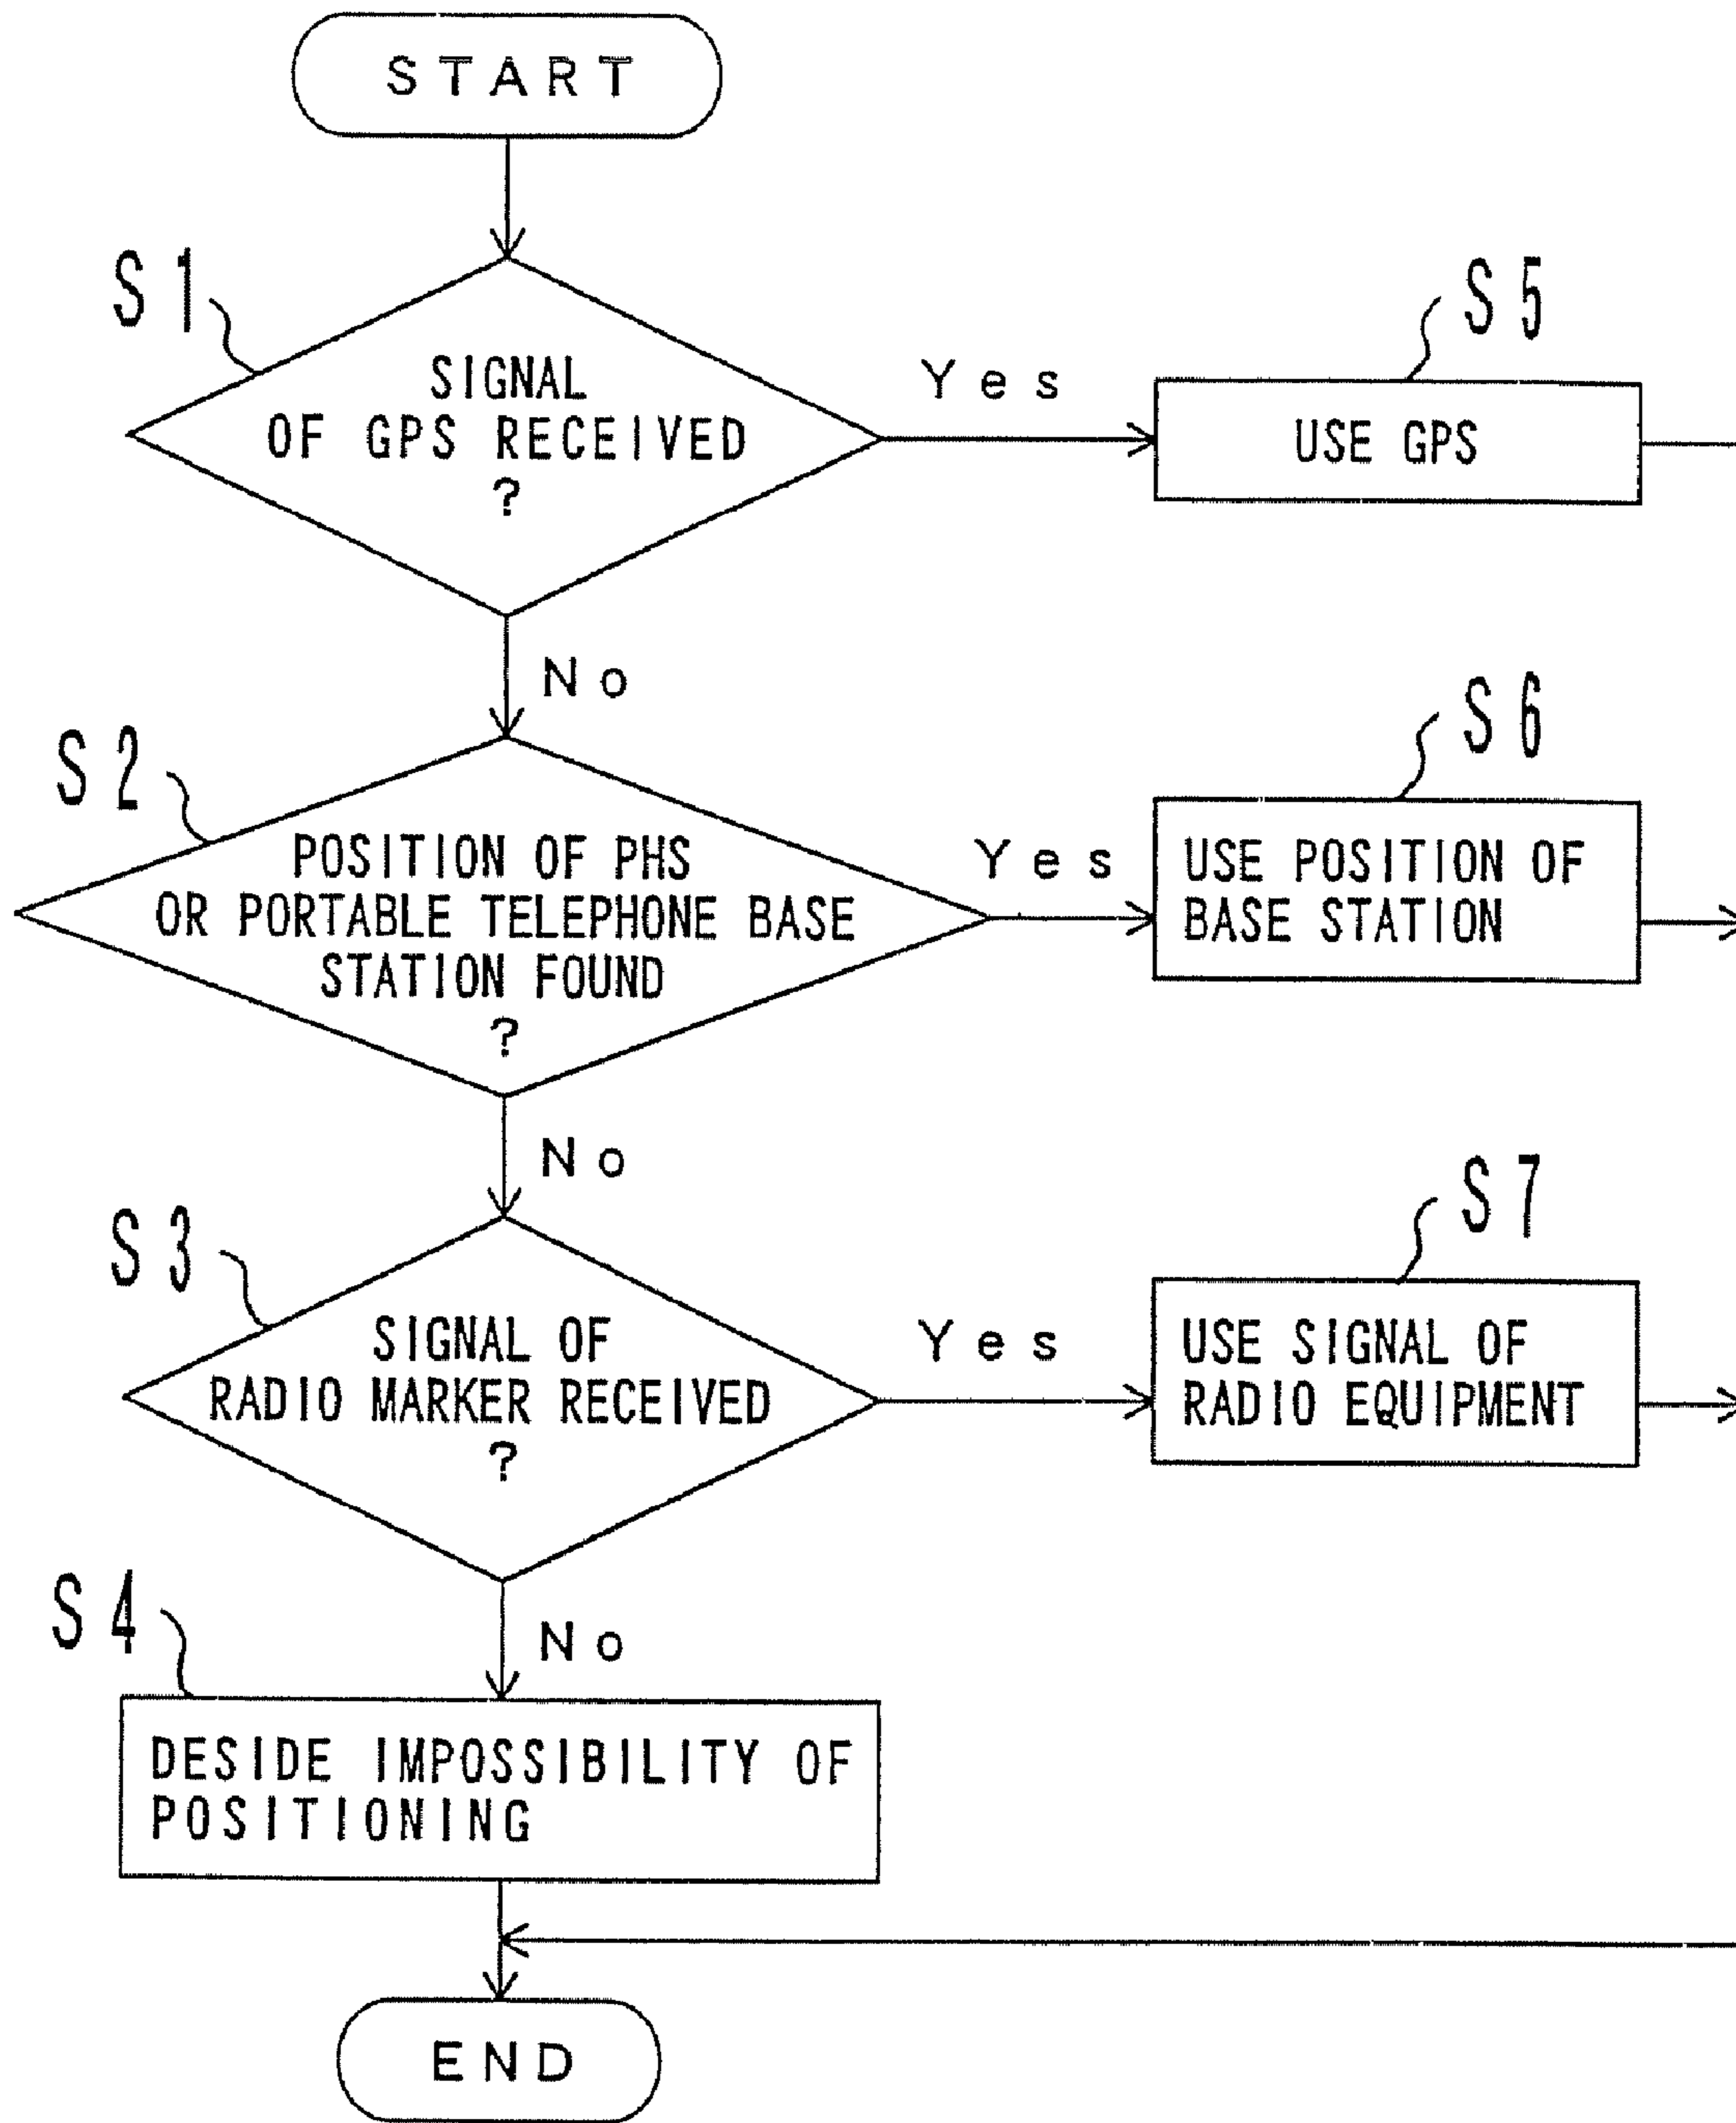 START
S1
SIGNAL
OF GPS RECEIVED
?
Yes
S5
USE GPS
No
S2
POSITION OF PHS
OR PORTABLE TELEPHONE BASE
STATION FOUND
?
Yes
S6
USE POSITION OF
BASE STATION
No
S3
SIGNAL OF
RADIO MARKER RECEIVED
?
Yes
S7
USE SIGNAL OF
RADIO EQUIPMENT
No
S4
DESIDE IMPOSSIBILITY OF
POSITIONING
END